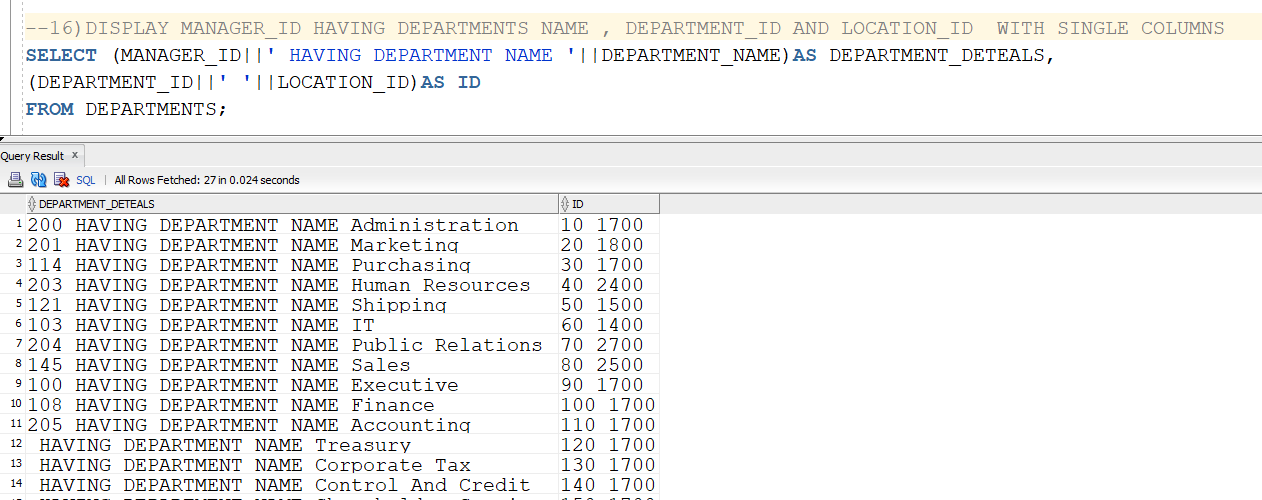 --16)DISPLAY MANAGER_ID HAVING DEPARTMENTS NAME , DEPARTMENT_ID AND LOCATION_ID  WITH SINGLE COLUMNS
SELECT (MANAGER_ID||' HAVING DEPARTMENT NAME '||DEPARTMENT_NAME)AS DEPARTMENT_DETEALS,
(DEPARTMENT_ID||' '||LOCATION_ID)AS ID
FROM DEPARTMENTS;
Query Result x
SQL | All Rows Fetched: 27 in 0.024 seconds
DEPARTMENT_DETEALS ID
1 200 HAVING DEPARTMENT NAME Administration 10 1700
2 201 HAVING DEPARTMENT NAME Marketing 20 1800
3 114 HAVING DEPARTMENT NAME Purchasing 30 1700
4 203 HAVING DEPARTMENT NAME Human Resources 40 2400
5 121 HAVING DEPARTMENT NAME Shipping 50 1500
6 103 HAVING DEPARTMENT NAME IT 60 1400
7 204 HAVING DEPARTMENT NAME Public Relations 70 2700
8 145 HAVING DEPARTMENT NAME Sales 80 2500
9 100 HAVING DEPARTMENT NAME Executive 90 1700
10 108 HAVING DEPARTMENT NAME Finance 100 1700
11 205 HAVING DEPARTMENT NAME Accounting 110 1700
12 HAVING DEPARTMENT NAME Treasury 120 1700
13 HAVING DEPARTMENT NAME Corporate Tax 130 1700
14 HAVING DEPARTMENT NAME Control And Credit 140 1700